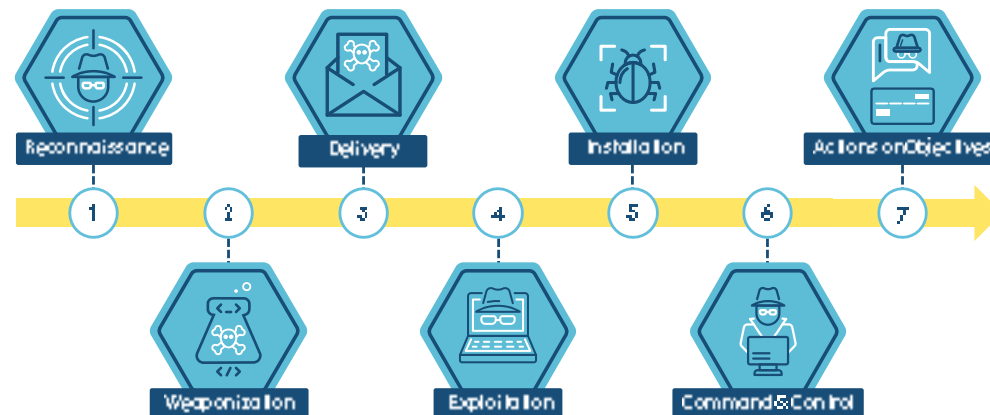 Reconnaissance
Delivery
Installation
Actions on Objectives
1
2
3
4
5
6
7
<->
</>
Weaponization
Exploitation
Command & Control